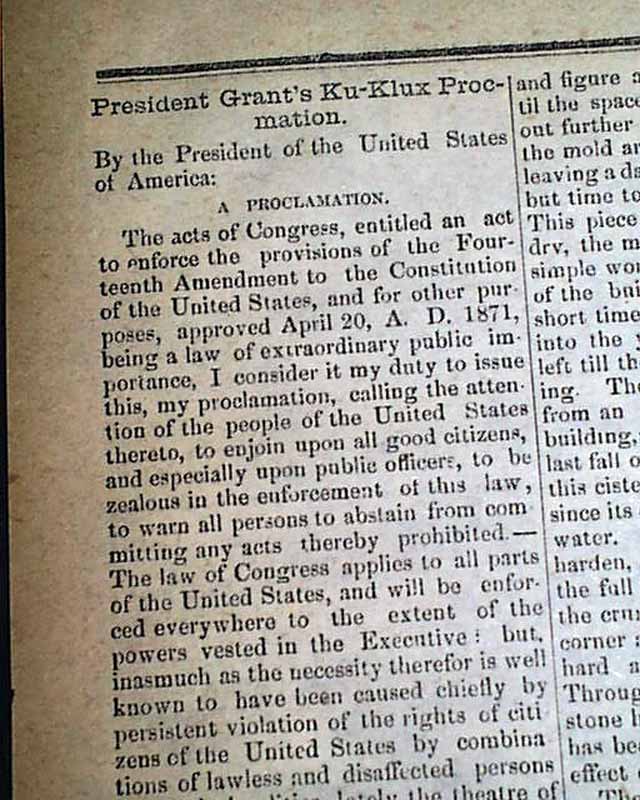 President Grant's Ku-Klux Proc-
mation.
By the President of the United States
of America:
A PROCLAMATION.
The acts of Congress, entitled an act
to enforce the provisions of the Four-
teenth Amendment to the Constitution
of the United States, and for other pur-
poses, approved April 20, A. D. 1871,
being a law of extraordinary public im-
portance, I consider it my duty to issue
this, my proclamation, calling the atten-
tion of the people of the United States
thereto, to enjoin upon all good citizens,
and especially upon public officers, to be
zealous in the enforcement of this law,
to warn all persons to abstain from com
mitting any acts thereby prohibited.—
The law of Congress applies to all parts
of the United States, and will be enfor-
ced everywhere to the extent of the
powers vested in the Executive: but,
inasmuch as the necessity therefor is well
known to have been caused chiefly by
persistent violation of the rights of citi
zens of the United States by combina
tions of lawless and disaffected persons
lately the theatre of
and figure
til the space
out further
the mold
leaving a
but time to
This piece
dry, the
simple
of the
short time
into the
left till
ing.
from an
building,
last fall
this
since its
water.
harden,
the full
the
corner
hard
stone
has
effect